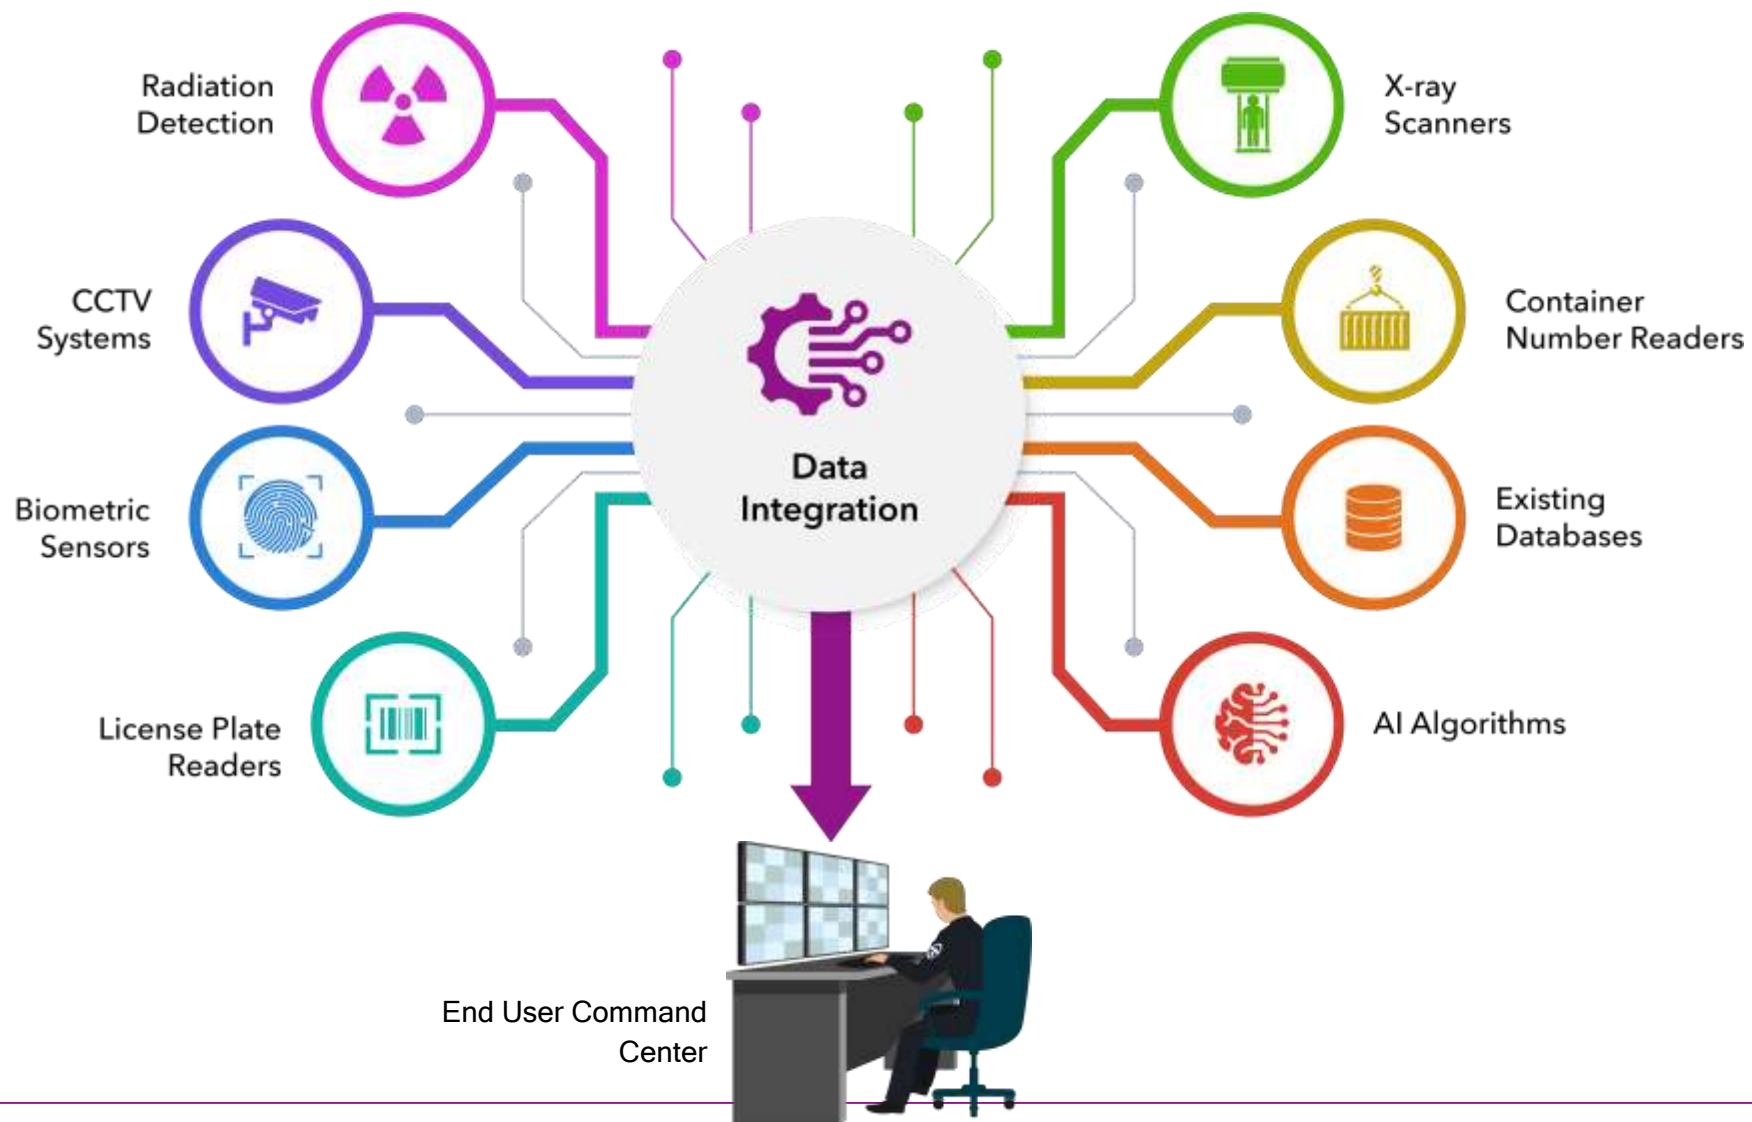 Radiation
Detection
X-ray
Scanners
CCTV
Systems
Container
Number Readers
Data
Integration
Biometric
Sensors
Existing
Databases
License Plate
Readers
AI Algorithms
End User Command
Center